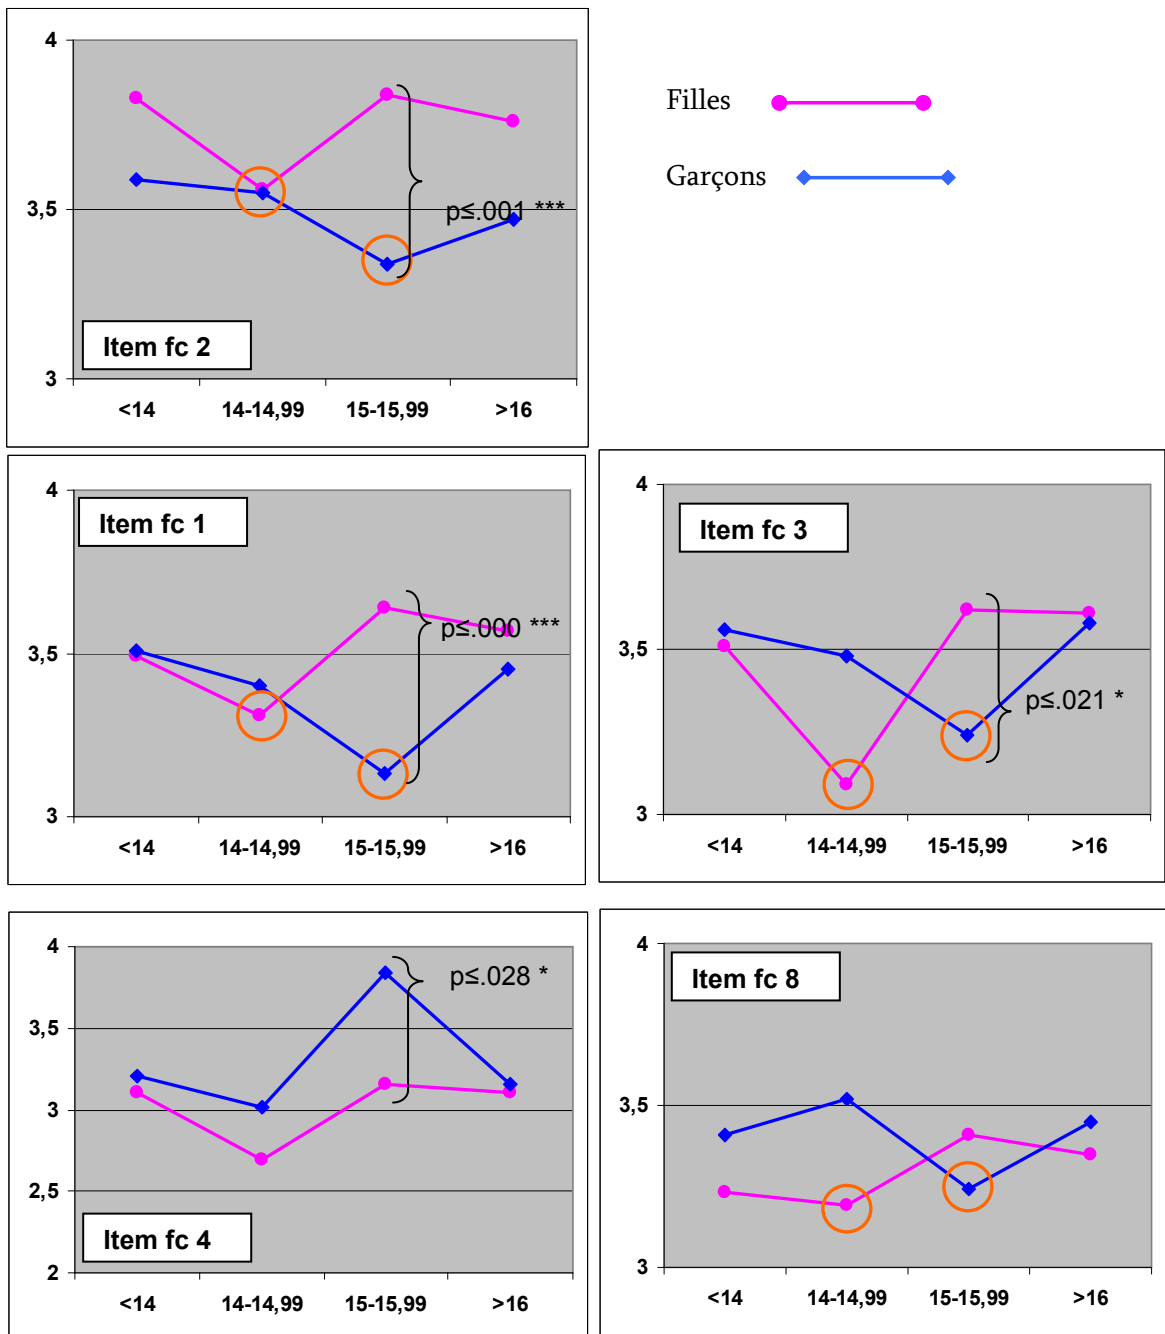 4
3,5
3
p≤.001 ***
Item fc 2
<14 14-14,99 15-15,99 >16
Filles
Garçons
4
3,5
3
Item fc 1
p≤.000 ***
<14 14-14,99 15-15,99 >16
4
3,5
3
Item fc 3
p≤.021 *
<14 14-14,99 15-15,99 >16
4
3,5
3
2,5
2
p≤.028 *
Item fc 4
<14 14-14,99 15-15,99 >16
4
3,5
3
Item fc 8
<14 14-14,99 15-15,99 >16